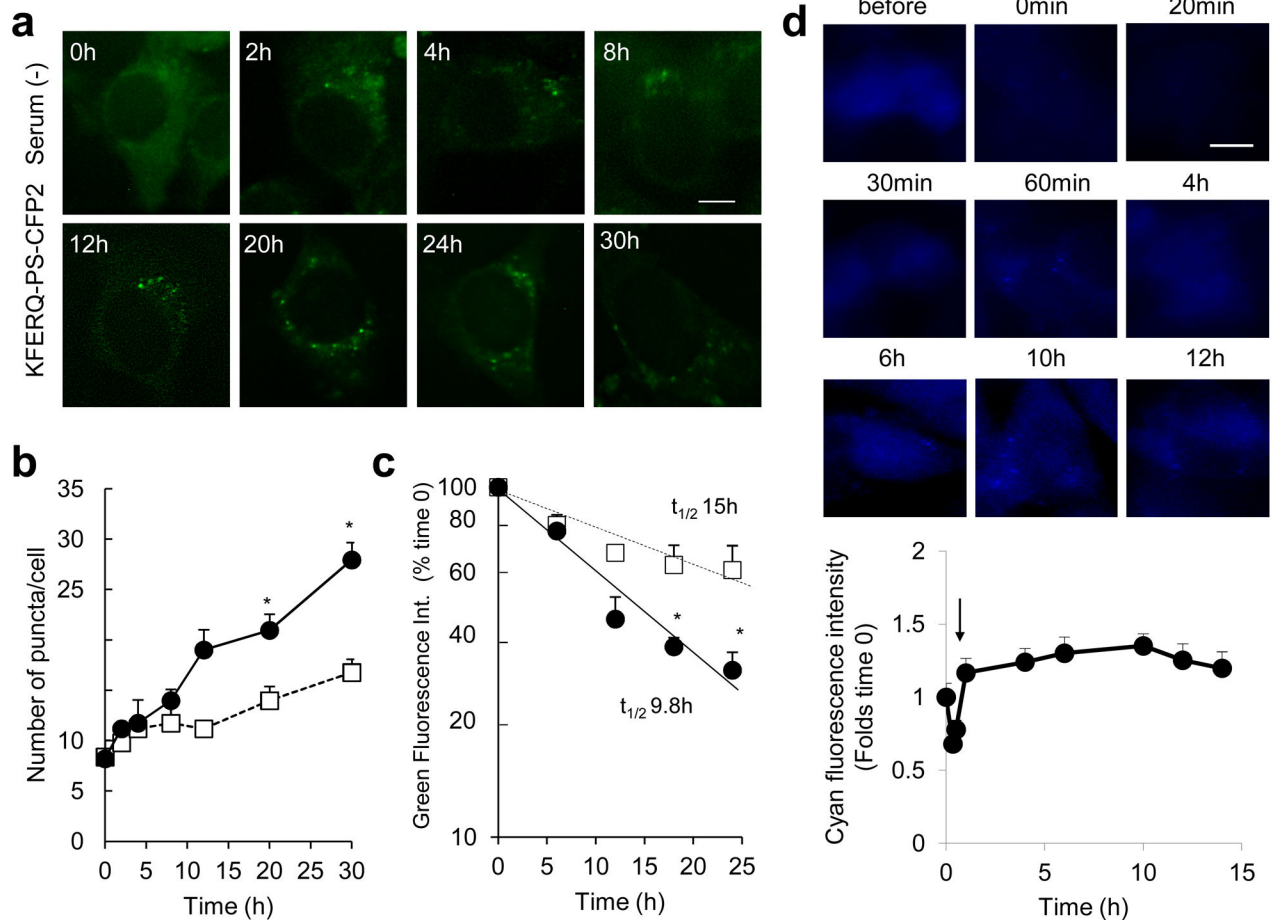 a
KFERQ-PS-CFP2 Serum (-)
0h
2h
4h
8h
12h
20h
24h
30h
b
Number of puncta/cell
35
30
25
10
5
0
*
*
0 5 10 15 20 25 30
Time (h)
c
Green Fluorescence Int. (% time 0)
100
80
60
40
20
10
t1/2 15h
*
*
t1/2 9.8h
0 5 10 15 20 25
Time (h)
d
before
0min
20min
30min
60min
4h
6h
10h
12h
Cyan fluorescence intensity
(Folds time 0)
2
1.5
1
0.5
0
0 5 10 15
Time (h)